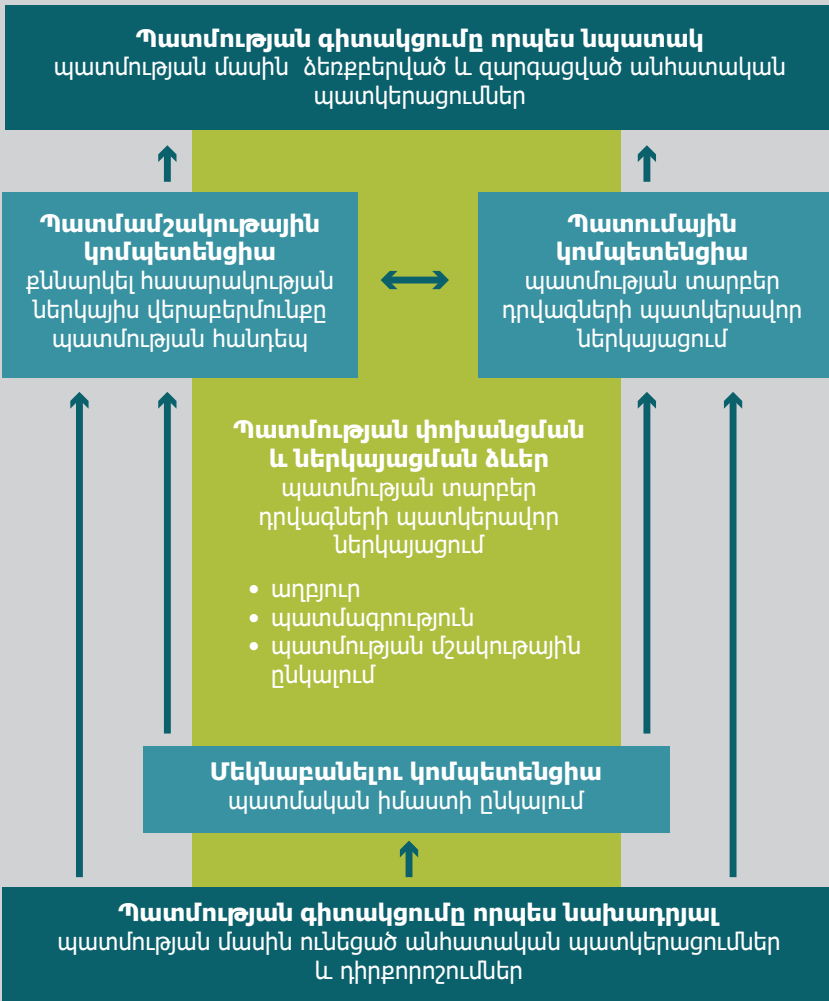 Պատմության գիտակցումը որպես նպատակ
պատմության մասին ձեռքբերված և զարգացված անհատական
պատկերացումներ
Պատմամշակութային
կոմպետենցիա
քննարկել հասարակության
ներկայիս վերաբերմունքը
պատմության հանդեպ
Պատումային
կոմպետենցիա
պատմության տարբեր
դրվագների պատկերավոր
ներկայացում
Պատմության փոխանցման
և ներկայացման ձևեր
պատմության տարբեր
դրվագների պատկերավոր
ներկայացում
• աղբյուր
• պատմագրություն
• պատմության մշակութային
ընկալում
Մեկնաբանելու կոմպետենցիա
պատմական իմաստի ընկալում
Պատմության գիտակցումը որպես նախադրյալ
պատմության մասին ունեցած անհատական պատկերացումներ
և դիրքորոշումներ